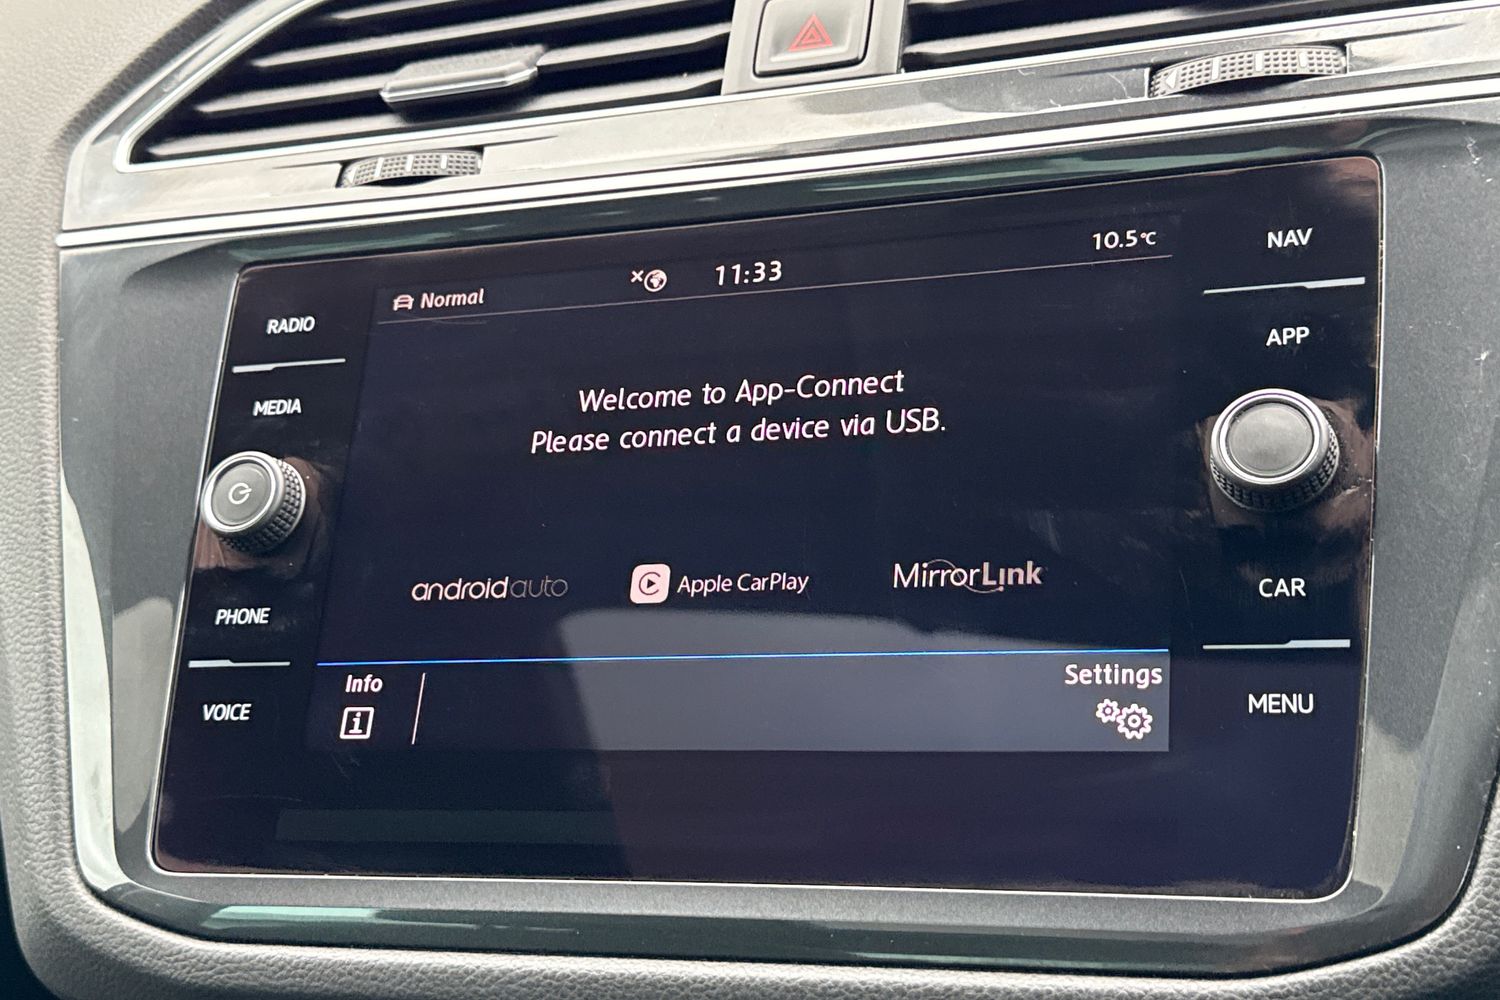 Normal
11:33
10.5°C
NAV
RADIO
APP
MEDIA
Welcome to App-Connect
Please connect a device via USB.
androidauto
Apple CarPlay
MirrorLink
CAR
PHONE
Info
Settings
VOICE
MENU